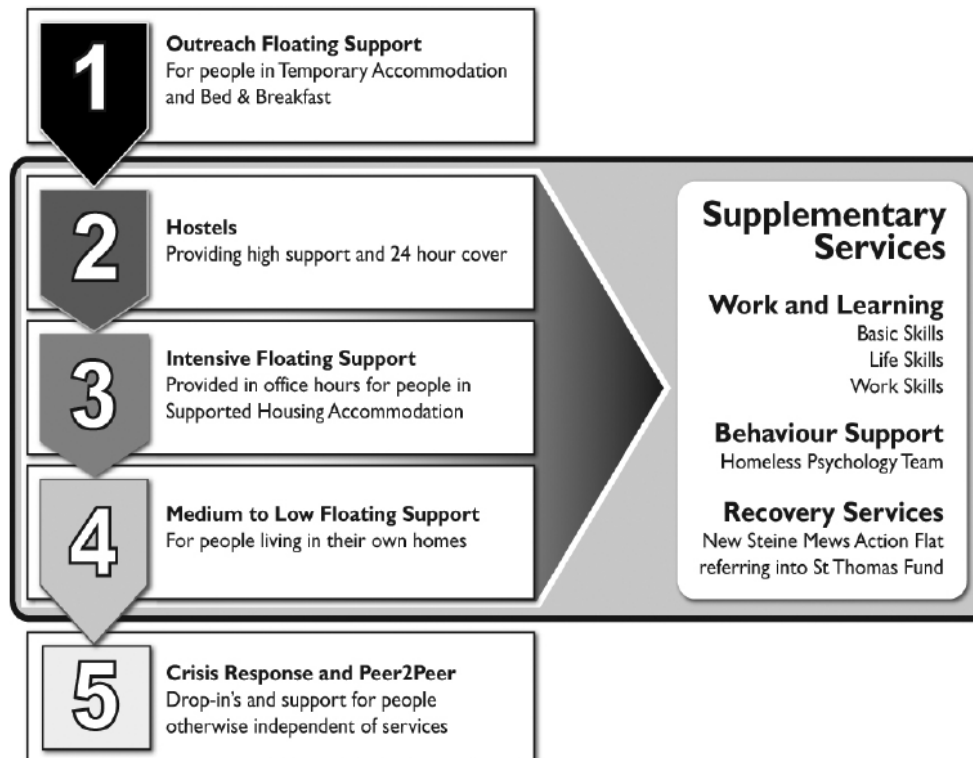 1
Outreach Floating Support
For people in Temporary Accommodation
and Bed & Breakfast
2
Hostels
Providing high support and 24 hour cover
3
Intensive Floating Support
Provided in office hours for people in
Supported Housing Accommodation
4
Medium to Low Floating Support
For people living in their own homes
5
Crisis Response and Peer2Peer
Drop-in's and support for people
otherwise independent of services
Supplementary
Services
Work and Learning
Basic Skills
Life Skills
Work Skills
Behaviour Support
Homeless Psychology Team
Recovery Services
New Steine Mews Action Flat
referring into St Thomas Fund